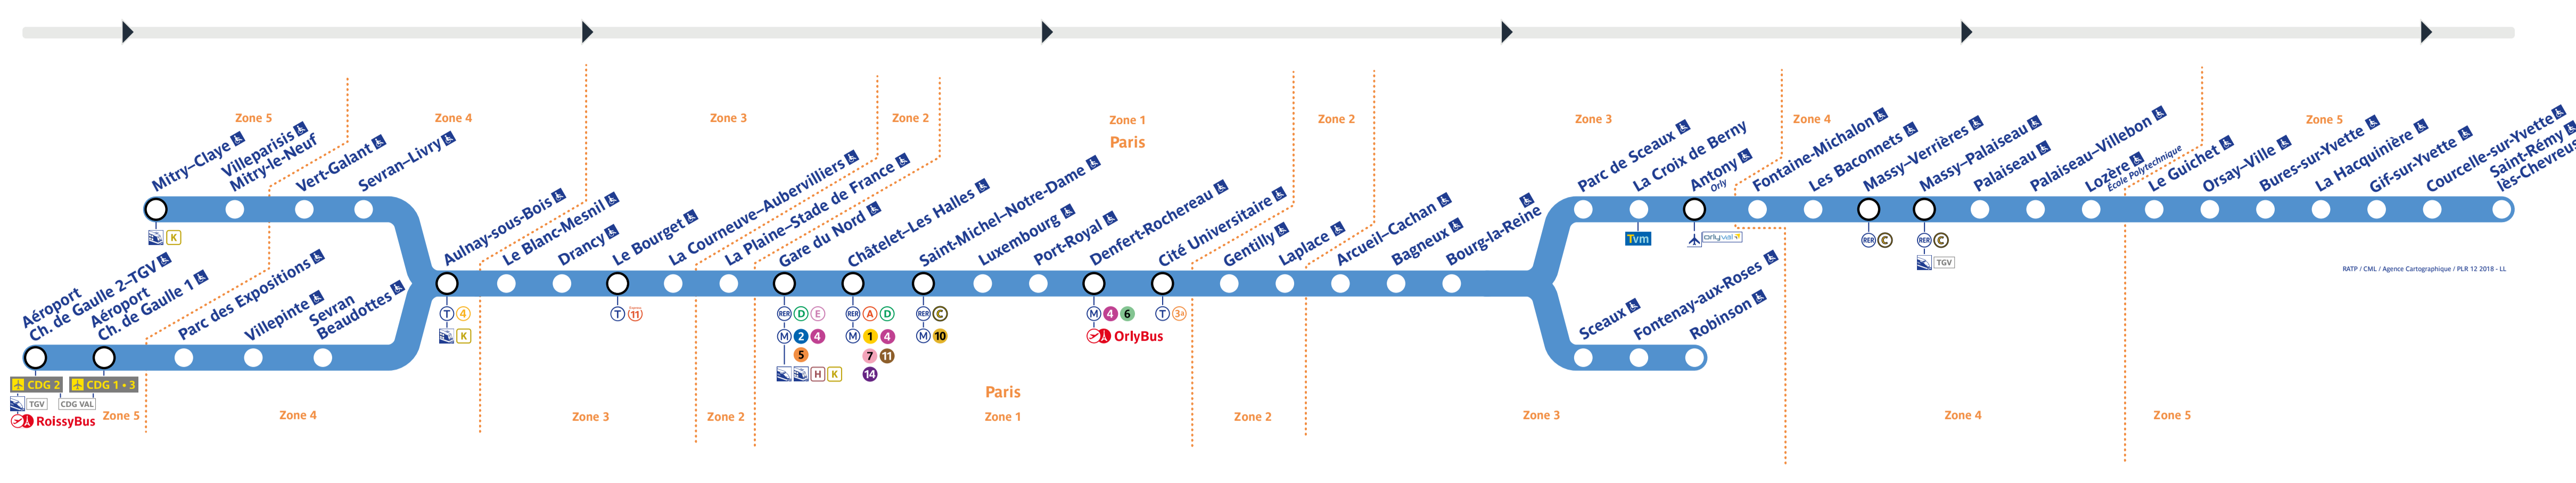 Zone 5
Zone 4
Zone 3
Zone 2
Zone 1
Paris
Zone 2
Zone 3
Zone 4
Zone 5
Mitry–Claye
Villeparisis
Mitry-le-Neuf
Vert-Galant
Sevran–Livry
K
Aéroport
Ch. de Gaulle 2–TGV
Aéroport
Ch. de Gaulle 1
Parc des Expositions
Villepinte
Sevran
Beaudottes
CDG 2
CDG 1 • 3
TGV
CDG VAL
RoissyBus
Aulnay-sous-Bois
T 4
K
Le Blanc-Mesnil
Drancy
Le Bourget
T 11
La Courneuve–Aubervilliers
La Plaine–Stade de France
Gare du Nord
RER D E
M 2 4
5
H K
Châtelet–Les Halles
RER A D
M 1 4
7 11
14
Saint-Michel–Notre-Dame
RER C
M 10
Luxembourg
Port-Royal
Denfert-Rochereau
M 4 6
OrlyBus
Cité Universitaire
T 3a
Gentilly
Laplace
Arcueil–Cachan
Bagneux
Bourg-la-Reine
Parc de Sceaux
La Croix de Berny
Tvm
Antony
Orly
orlyval
Fontaine-Michalon
Les Baconnets
Massy–Verrières
RER C
Massy–Palaiseau
RER C
TGV
Palaiseau
Palaiseau–Villebon
Lozère
École Polytechnique
Le Guichet
Orsay–Ville
Bures-sur-Yvette
La Hacquinière
Gif-sur-Yvette
Courcelle-sur-Yvette
Saint-Rémy
lès-Chevreus
Sceaux
Fontenay-aux-Roses
Robinson
RATP / CML / Agence Cartographique / PLR 12 2018 - LL
Zone 5
Zone 4
Zone 3
Zone 2
Paris
Zone 1
Zone 2
Zone 3
Zone 4
Zone 5